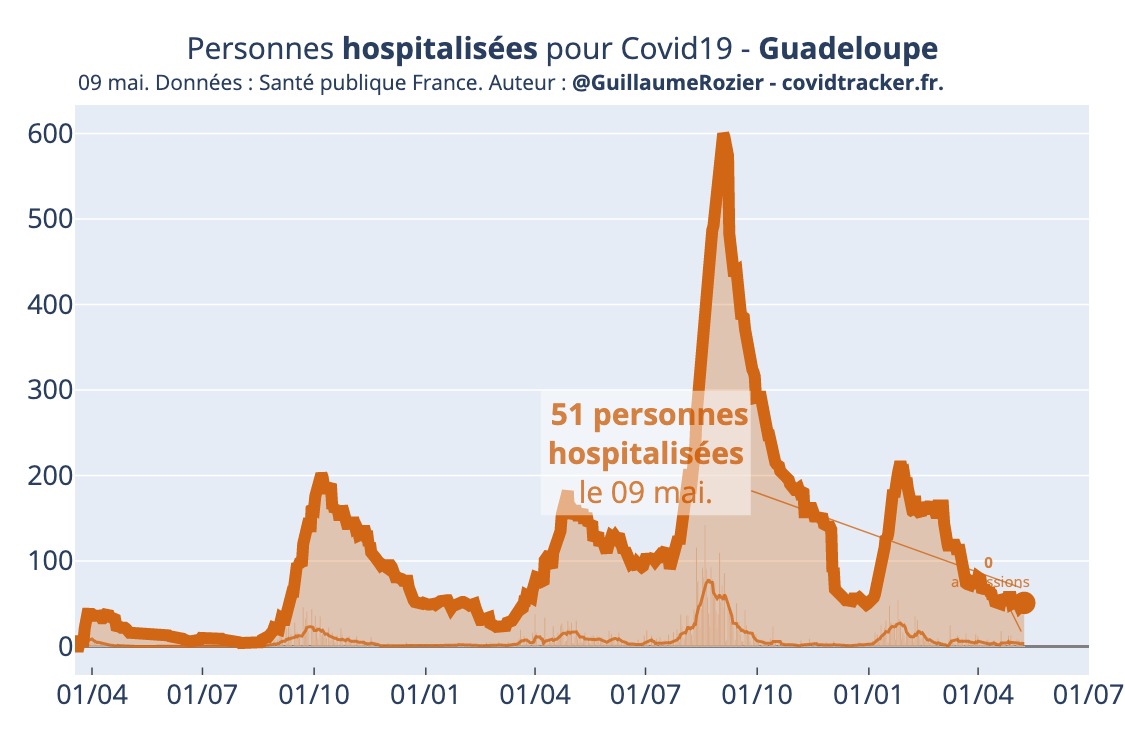 Personnes hospitalisées pour Covid19 - Guadeloupe
09 mai. Données : Santé publique France. Auteur : @GuillaumeRozier - covidtracker.fr.
600
500
400
300
200
100
0
51 personnes
hospitalisées
le 09 mai.
0
admissions
01/04 01/07 01/10 01/01 01/04 01/07 01/10 01/01 01/04 01/07